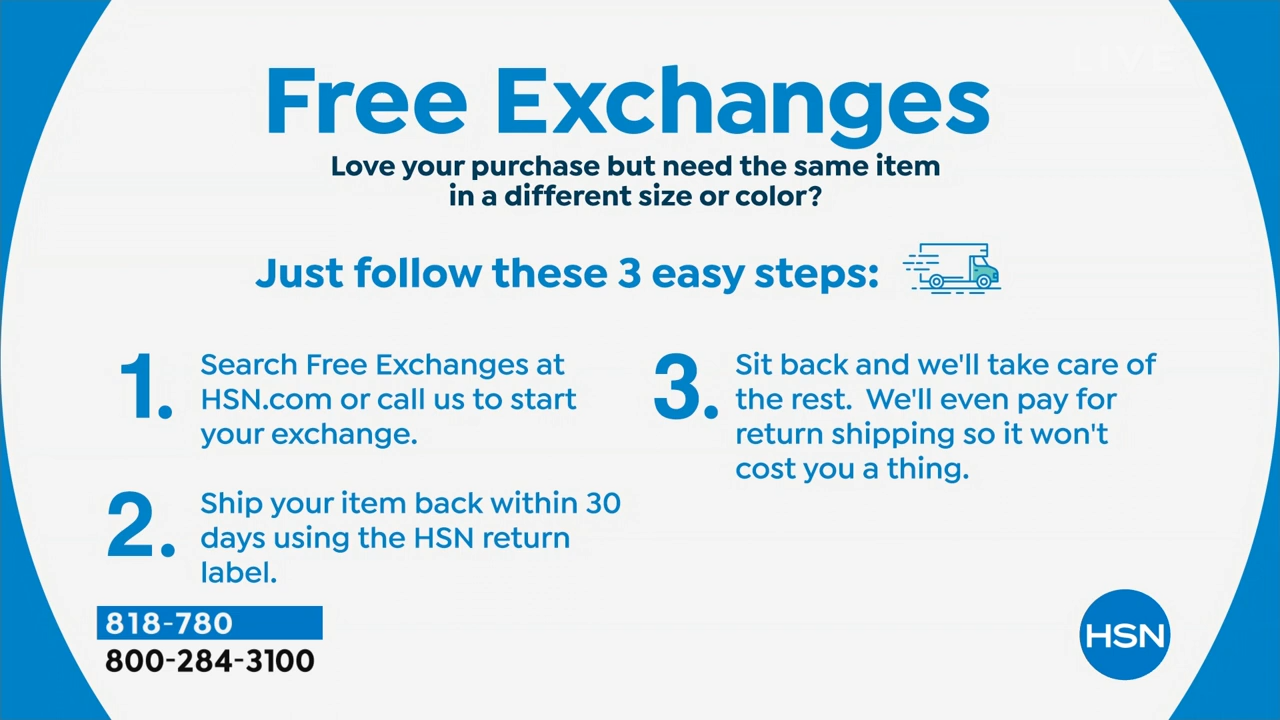 LIVE
Free Exchanges
Love your purchase but need the same item
in a different size or color?
Just follow these 3 easy steps:
1. Search Free Exchanges at
HSN.com or call us to start
your exchange.
2. Ship your item back within 30
days using the HSN return
label.
3. Sit back and we'll take care of
the rest. We'll even pay for
return shipping so it won't
cost you a thing.
818-780
800-284-3100
HSN